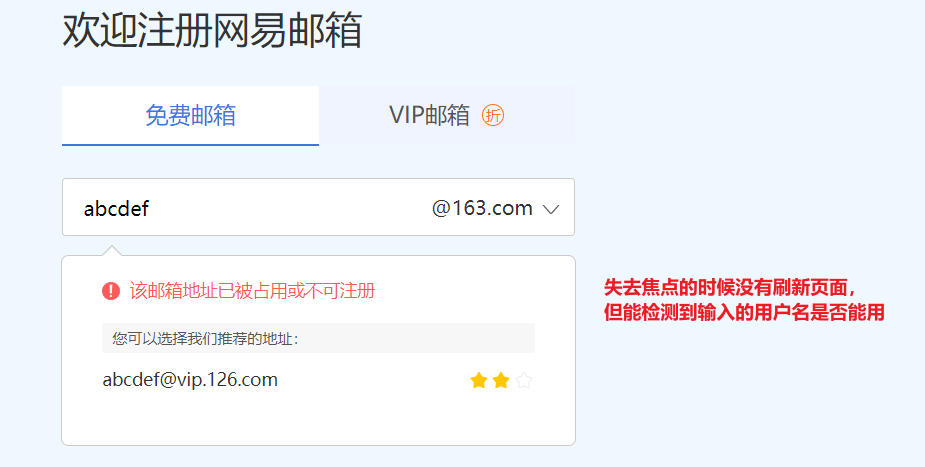 欢迎注册网易邮箱
免费邮箱
VIP邮箱 折
abcdef @163.com
该邮箱地址已被占用或不可注册
您可以选择我们推荐的地址：
abcdef@vip.126.com
失去焦点的时候没有刷新页面，
但能检测到输入的用户名是否能用